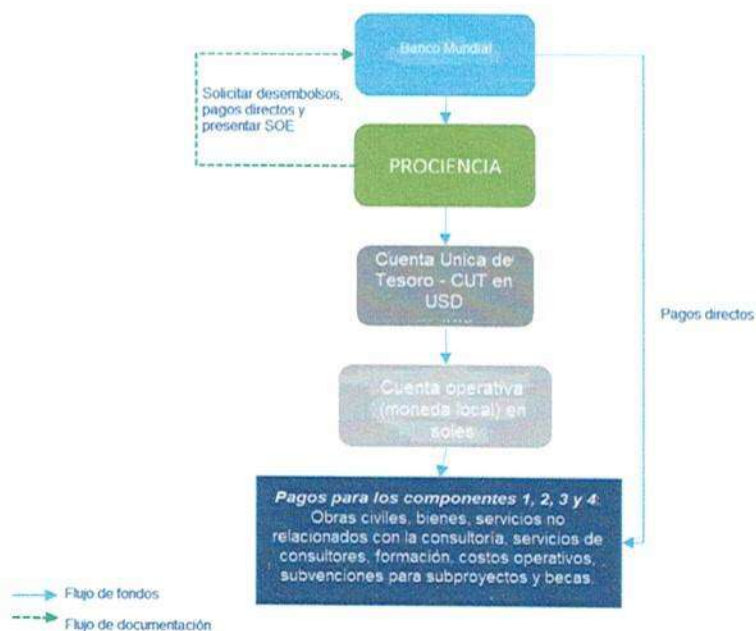 Banco Mundial
Solicitar desembolsos,
pagos directos y
presentar SOE
PROCIENCIA
Cuenta Unica de
Tesoro - CUT en
USD
Pagos directos
Cuenta operativa
(moneda local) en
soles
Pagos para los componentes 1, 2, 3 y 4:
Obras civiles, bienes, servicios no
relacionados con la consultoría, servicios de
consultores, formación, costos operativos,
subvenciones para subproyectos y becas.
Flujo de fondos
Flujo de documentación